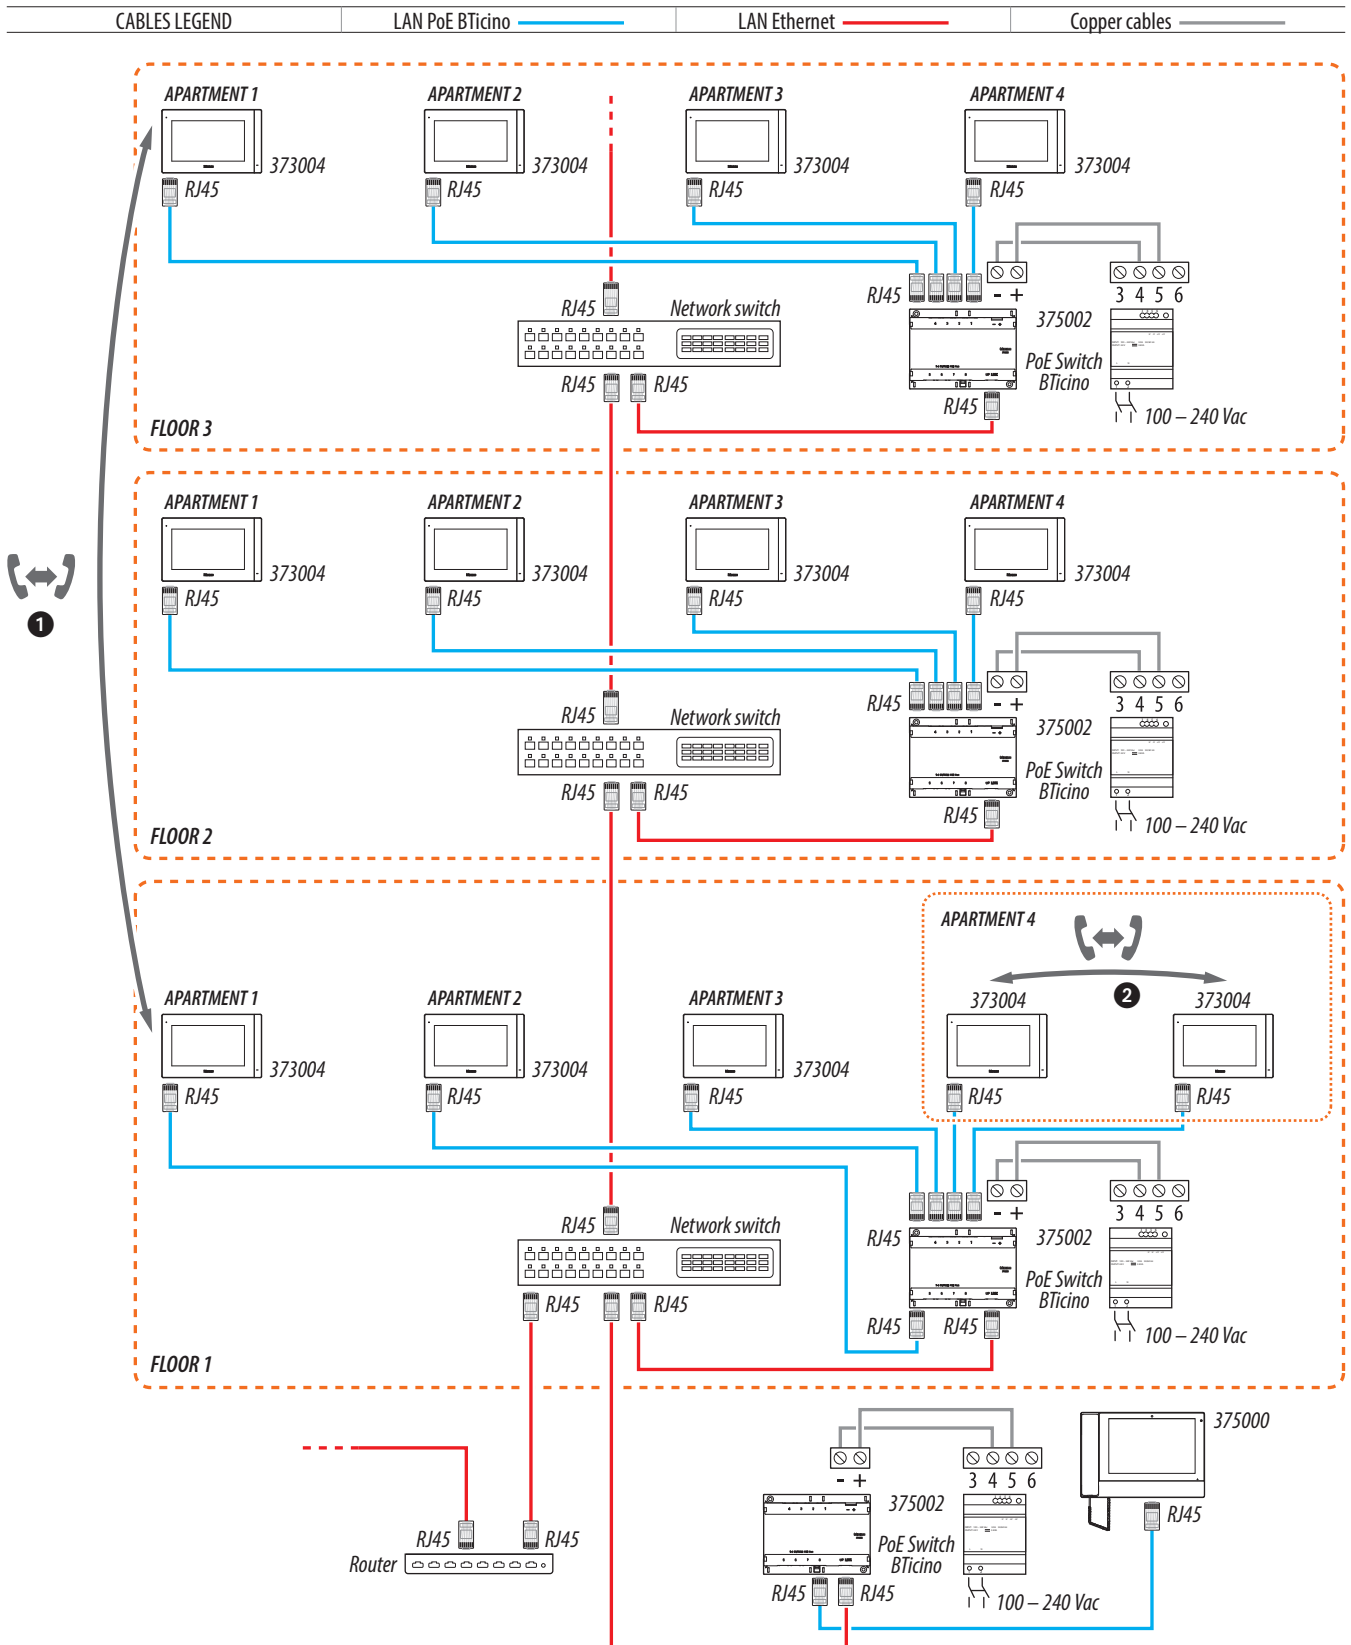 CABLES LEGEND LAN PoE BTicino LAN Ethernet Copper cables
APARTMENT 1 APARTMENT 2 APARTMENT 3 APARTMENT 4
373004 373004 373004 373004
RJ45 RJ45 RJ45 RJ45
RJ45 - + 3 4 5 6
RJ45 Network switch 375002
PoE Switch
BTicino
RJ45 RJ45 RJ45 100 – 240 Vac
FLOOR 3
APARTMENT 1 APARTMENT 2 APARTMENT 3 APARTMENT 4
373004 373004 373004 373004
RJ45 RJ45 RJ45 RJ45
1
RJ45 - + 3 4 5 6
RJ45 Network switch 375002
PoE Switch
BTicino
RJ45 RJ45 RJ45 100 – 240 Vac
FLOOR 2
APARTMENT 4
2
APARTMENT 1 APARTMENT 2 APARTMENT 3 373004 373004
373004 373004 373004
RJ45 RJ45 RJ45 RJ45 RJ45
- + 3 4 5 6
RJ45 Network switch RJ45 375002
PoE Switch
BTicino
RJ45 RJ45 RJ45 RJ45 RJ45 100 – 240 Vac
FLOOR 1
375000
- + 3 4 5 6
375002 RJ45
RJ45 RJ45 PoE Switch
Router BTicino
RJ45 RJ45 100 – 240 Vac